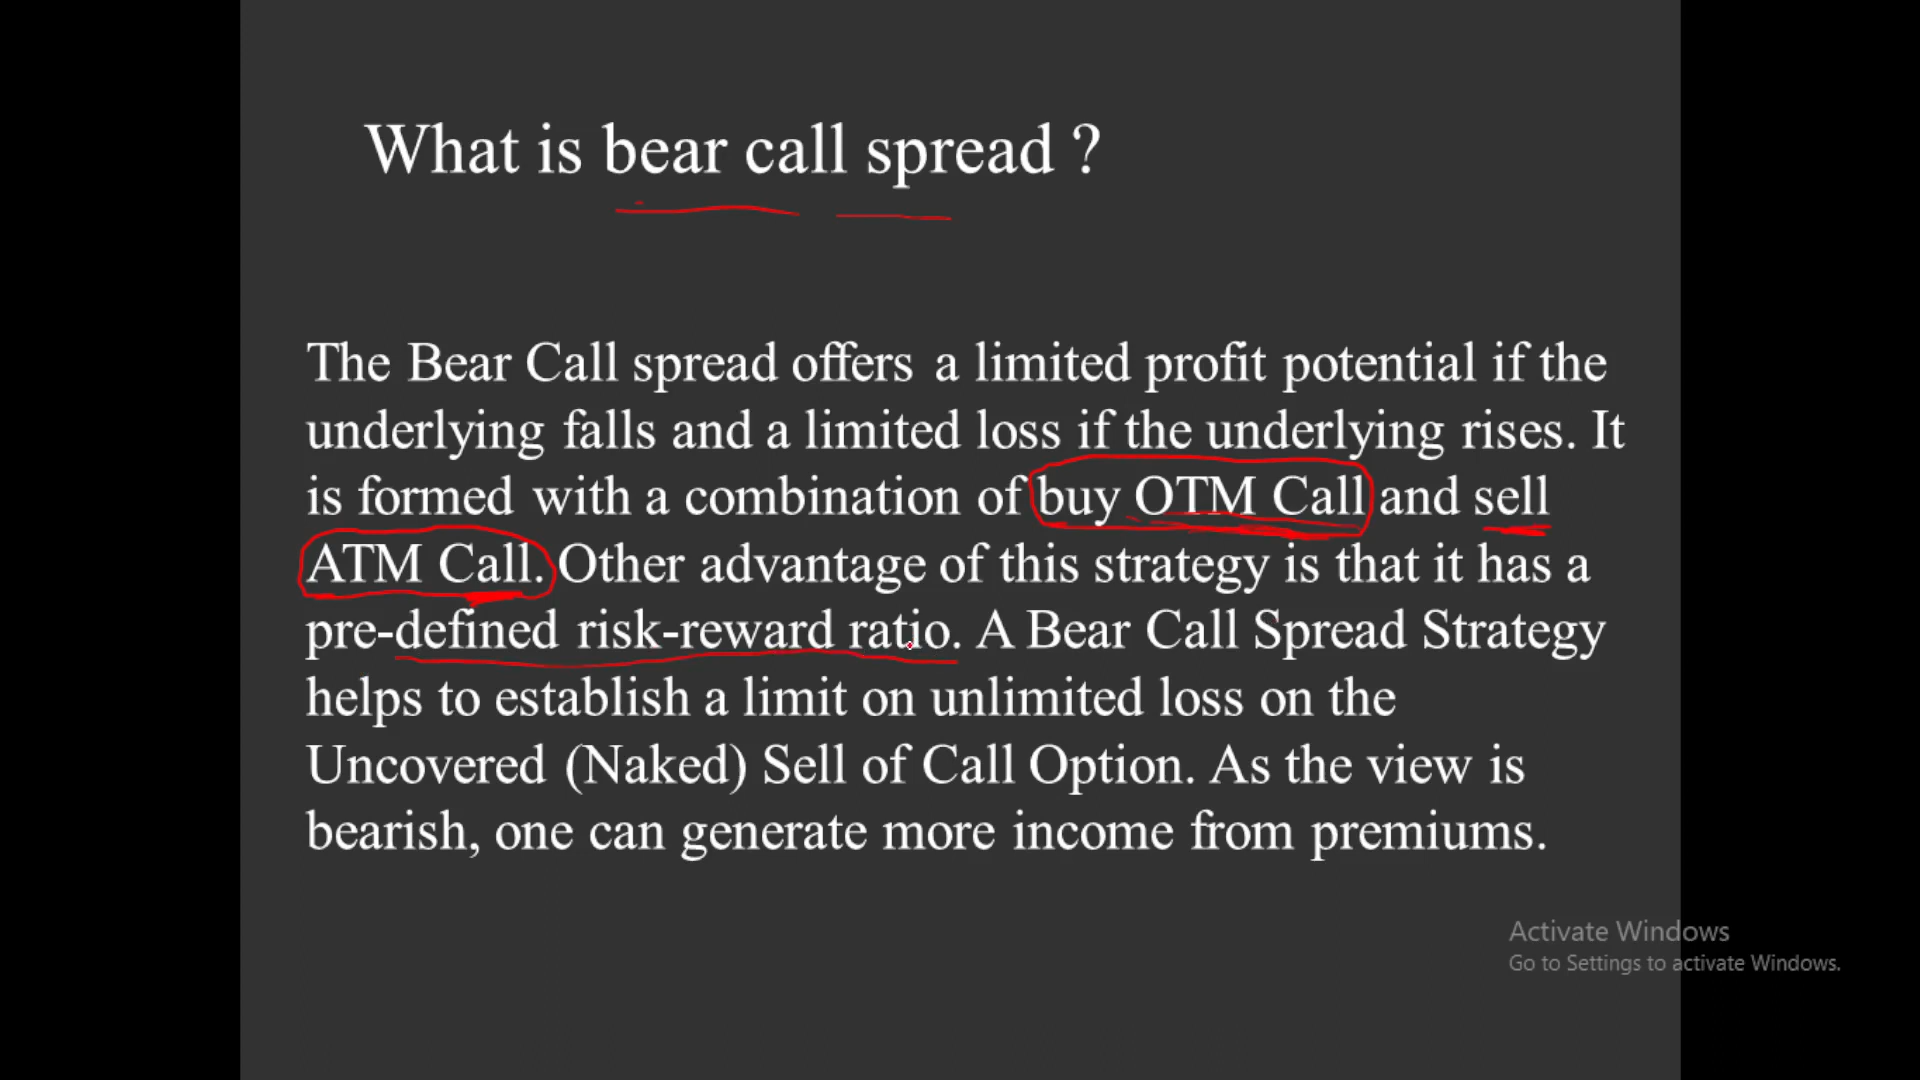 What is bear call spread ?
The Bear Call spread offers a limited profit potential if the
underlying falls and a limited loss if the underlying rises. It
is formed with a combination of buy OTM Call and sell
ATM Call. Other advantage of this strategy is that it has a
pre-defined risk-reward ratio. A Bear Call Spread Strategy
helps to establish a limit on unlimited loss on the
Uncovered (Naked) Sell of Call Option. As the view is
bearish, one can generate more income from premiums.
Activate Windows
Go to Settings to activate Windows.